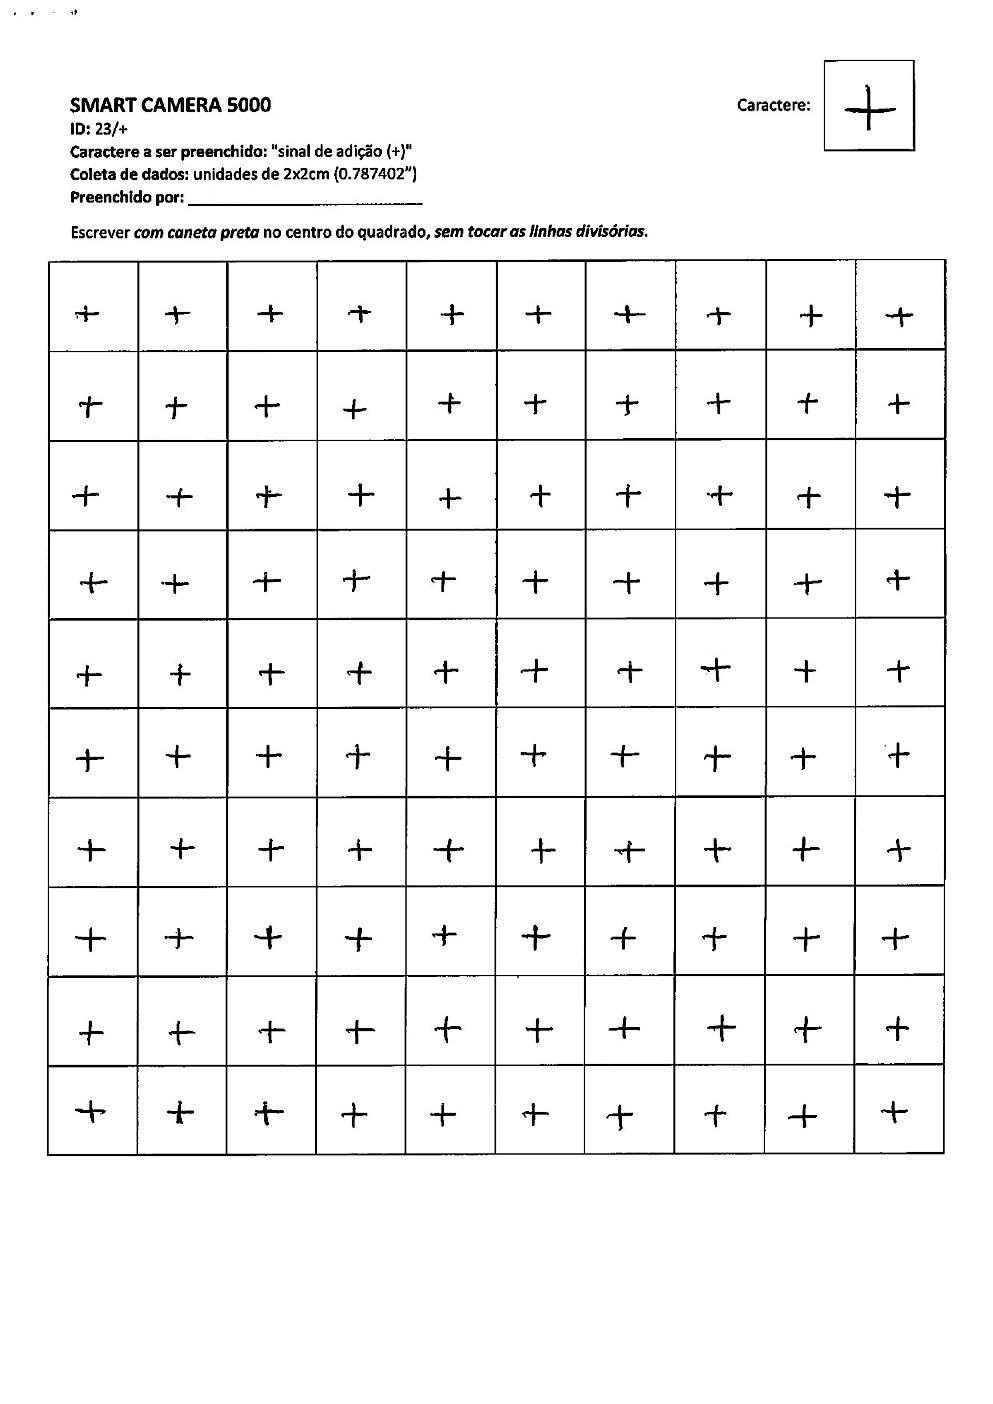 SMART CAMERA 5000
Caractere: +
ID: 23/+
Caractere a ser preenchido: "sinal de adição (+)"
Coleta de dados: unidades de 2x2cm (0.787402")
Preenchido por: ____________________________
Escrever com caneta preta no centro do quadrado, sem tocar as linhas divisórias.
+ + + + + + + + + +
+ + + + + + + + + +
+ + + + + + + + + +
+ + + + + + + + + +
+ + + + + + + + + +
+ + + + + + + + + +
+ + + + + + + + + +
+ + + + + + + + + +
+ + + + + + + + + +
+ + + + + + + + + +